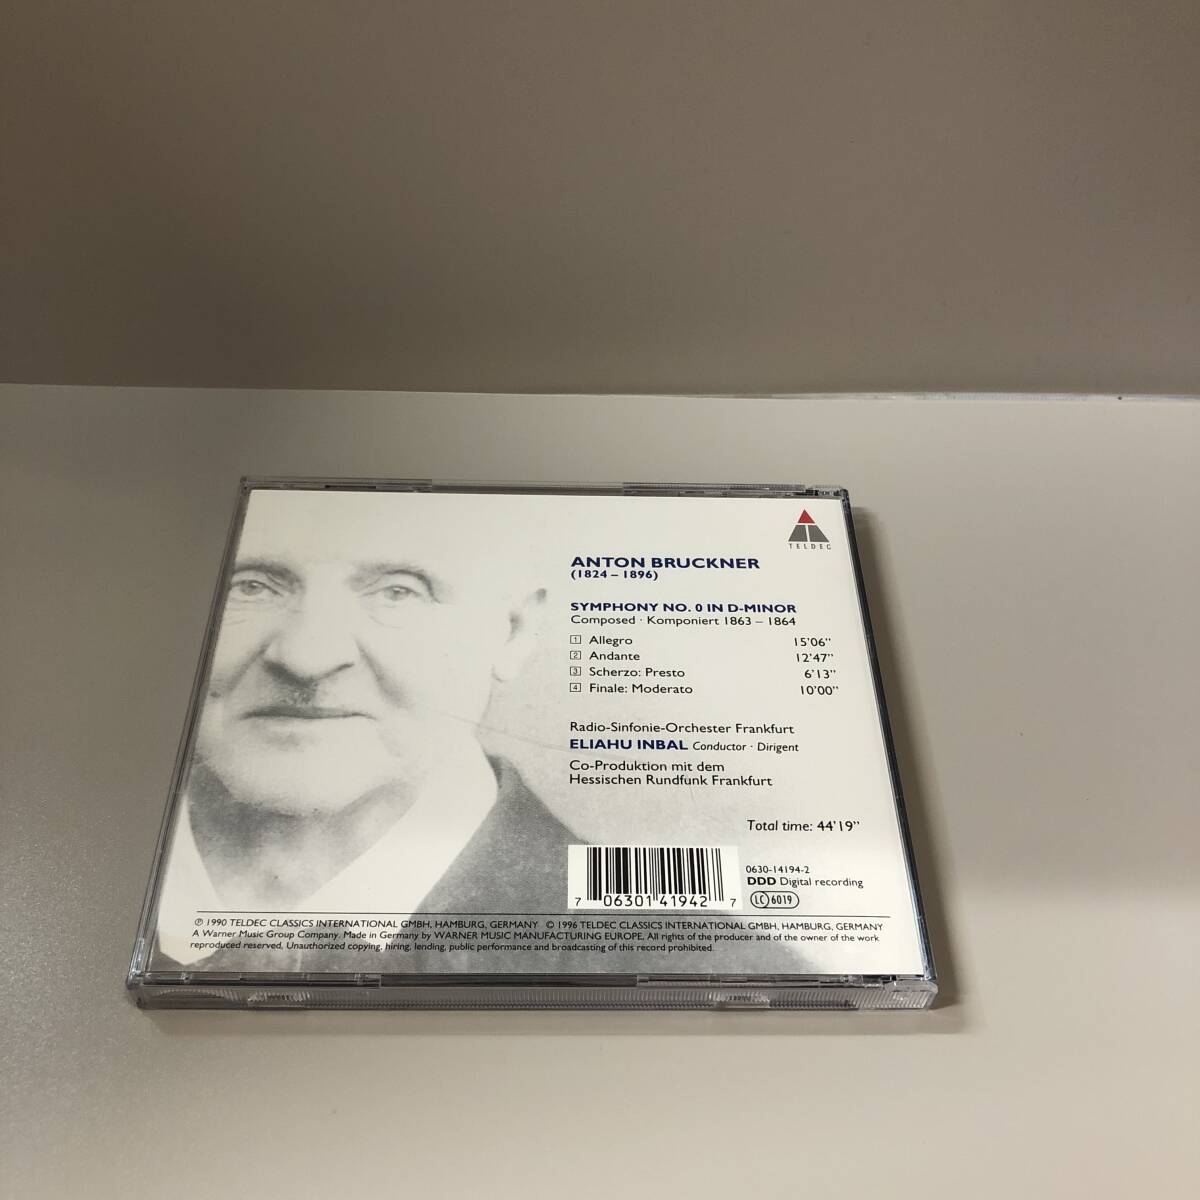 TELDEC
ANTON BRUCKNER
(1824 – 1896)
SYMPHONY NO. 0 IN D-MINOR
Composed · Komponiert 1863 – 1864
1 Allegro 15'06"
2 Andante 12'47"
3 Scherzo: Presto 6'13"
4 Finale: Moderato 10'00"
Radio-Sinfonie-Orchester Frankfurt
ELIAHU INBAL Conductor · Dirigent
Co-Produktion mit dem
Hessischen Rundfunk Frankfurt
Total time: 44'19"
0630-14194-2
DDD Digital recording
LC 6019
7 06301 41942 7
℗ 1990 TELDEC CLASSICS INTERNATIONAL GMBH, HAMBURG, GERMANY © 1996 TELDEC CLASSICS INTERNATIONAL GMBH, HAMBURG, GERMANY
A Warner Music Group Company. Made in Germany by WARNER MUSIC MANUFACTURING EUROPE, All rights of the producer and of the owner of the work
reproduced reserved, Unauthorized copying, hiring, lending, public performance and broadcasting of this record prohibited.